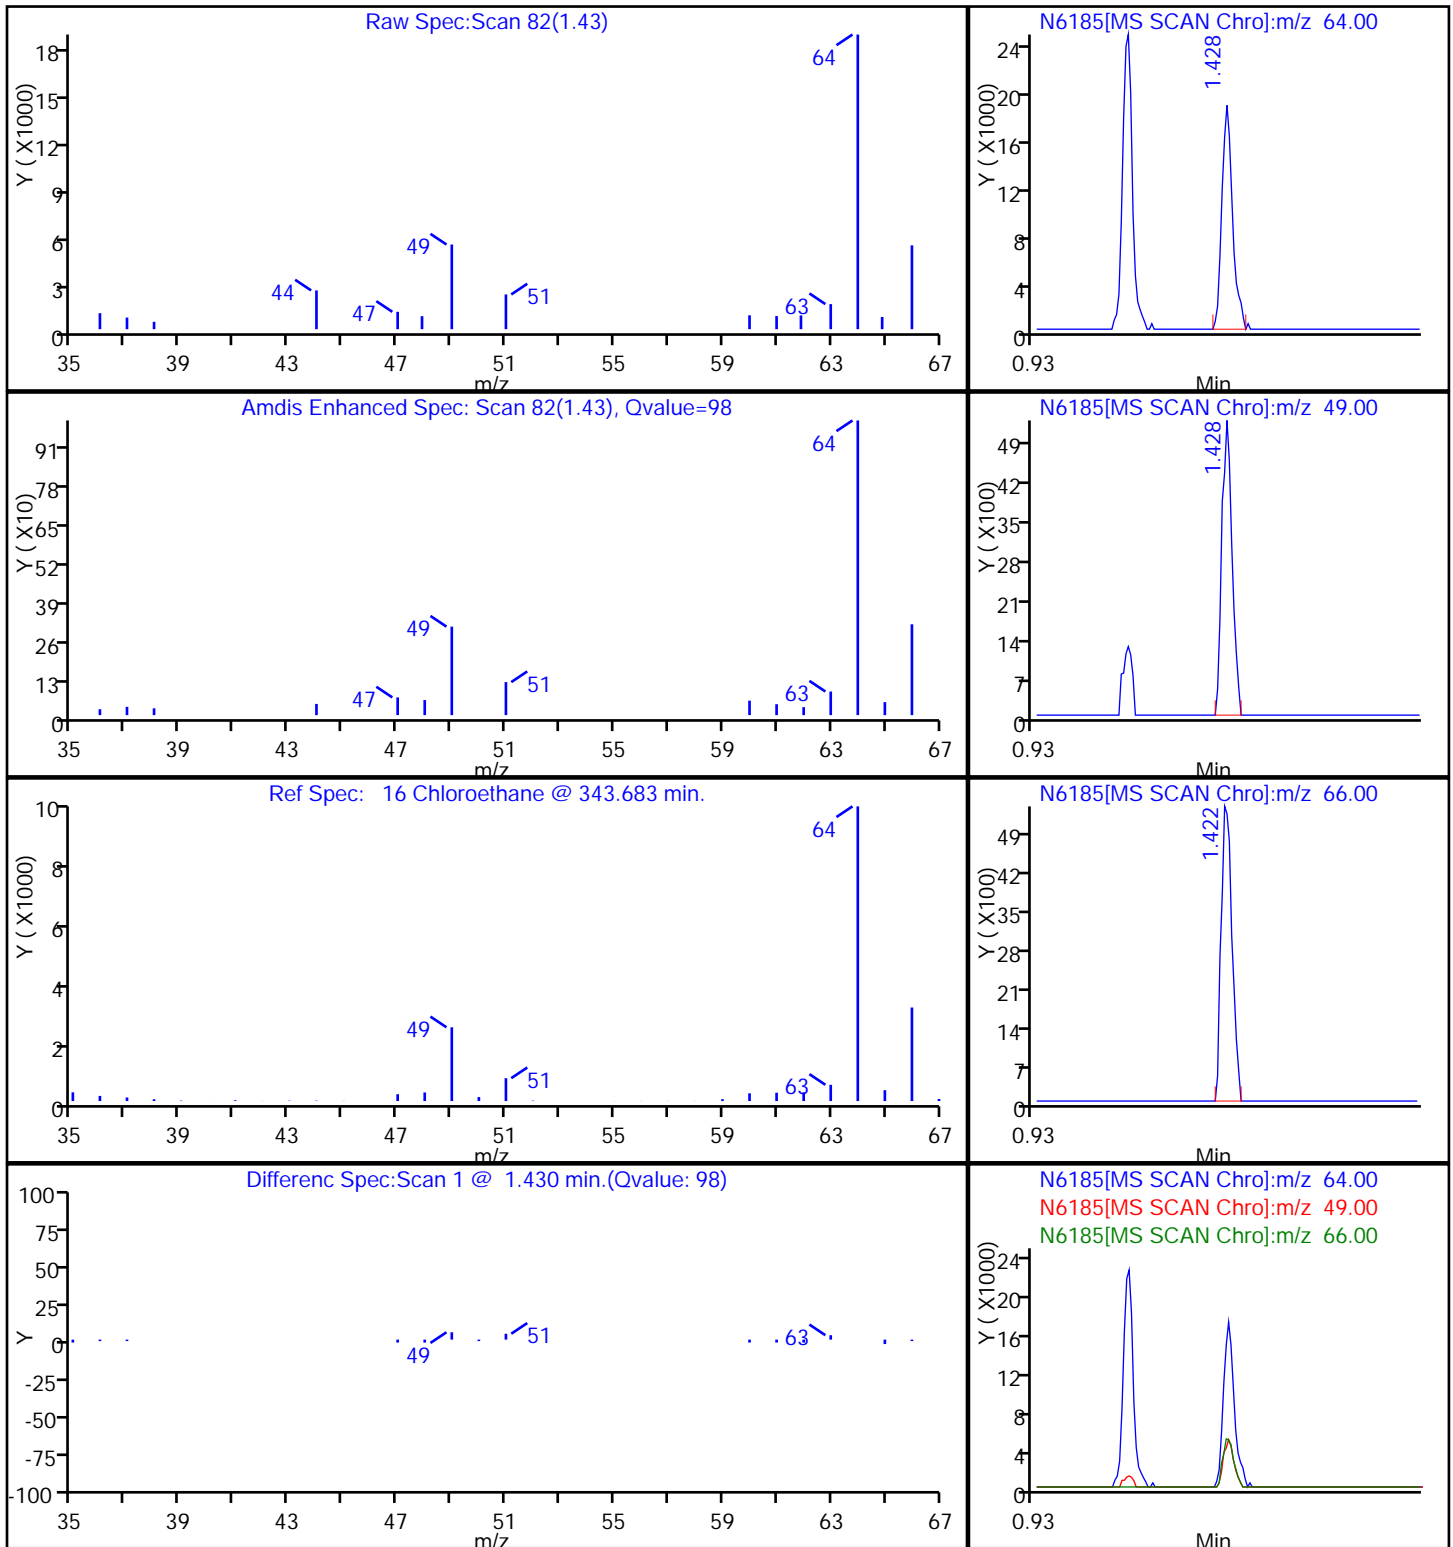 Raw Spec:Scan 82(1.43)
Y ( X1000)
18
15
12
9
6
3
0
64
49
44
47
51
63
35 39 43 47 51 55 59 63 67
m/z
N6185[MS SCAN Chro]:m/z 64.00
Y ( X1000)
24
20
16
12
8
4
0
1.428
0.93
Min
Amdis Enhanced Spec: Scan 82(1.43), Qvalue=98
Y ( X10)
91
78
65
52
39
26
13
0
64
49
47
51
63
35 39 43 47 51 55 59 63 67
m/z
N6185[MS SCAN Chro]:m/z 49.00
Y ( X100)
49
42
35
28
21
14
7
0
1.428
0.93
Min
Ref Spec: 16 Chloroethane @ 343.683 min.
Y ( X1000)
10
8
6
4
2
0
64
49
51
63
35 39 43 47 51 55 59 63 67
m/z
N6185[MS SCAN Chro]:m/z 66.00
Y ( X100)
49
42
35
28
21
14
7
0
1.422
0.93
Min
Differenc Spec:Scan 1 @ 1.430 min.(Qvalue: 98)
Y
100
75
50
25
0
-25
-50
-75
-100
49
51
63
35 39 43 47 51 55 59 63 67
m/z
N6185[MS SCAN Chro]:m/z 64.00
N6185[MS SCAN Chro]:m/z 49.00
N6185[MS SCAN Chro]:m/z 66.00
Y ( X1000)
24
20
16
12
8
4
0
0.93
Min